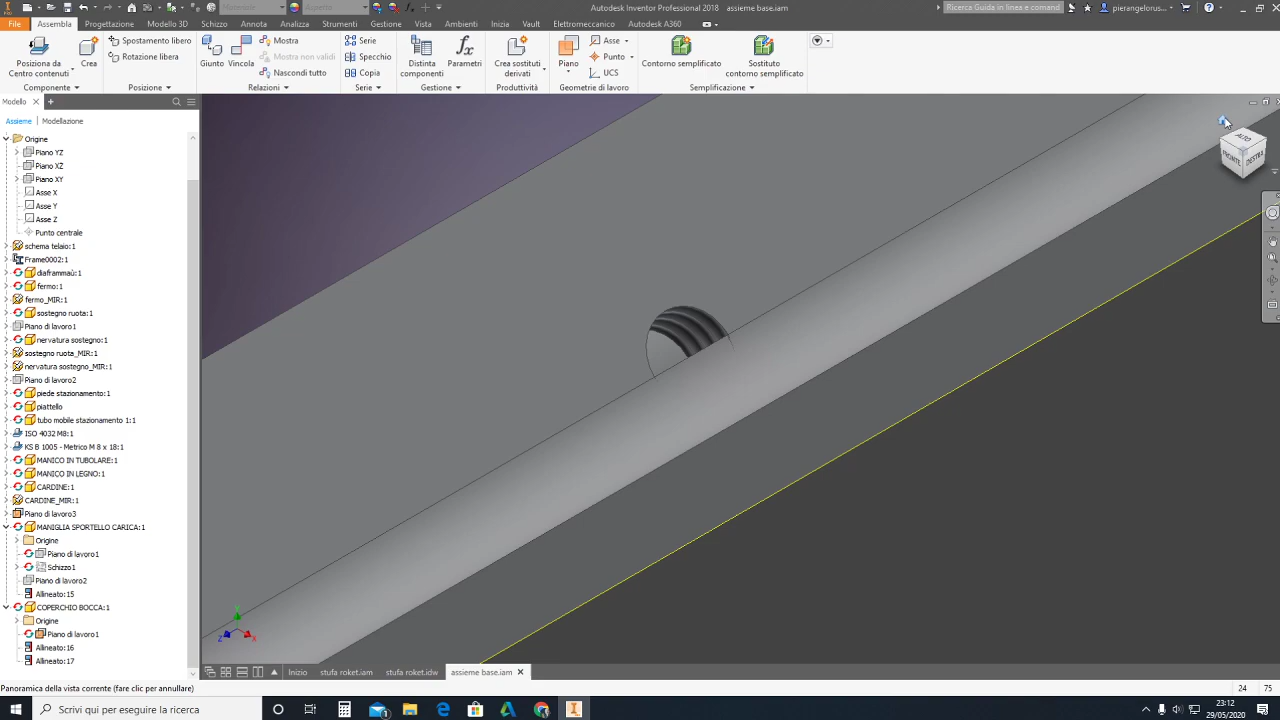 Materiale
Aspetto
Autodesk Inventor Professional 2018   assieme base.iam
Ricerca Guida in linea e comand
pierangelorus...
File
Assembla
Progettazione
Modello 3D
Schizzo
Annota
Analizza
Strumenti
Gestione
Vista
Ambienti
Inizia
Vault
Elettromeccanico
Autodesk A360
Posiziona da
Centro contenuti
Crea
Spostamento libero
Rotazione libera
Giunto
Vincola
Mostra
Mostra non validi
Nascondi tutto
Serie
Specchio
Copia
Distinta
componenti
Parametri
Crea sostituti
derivati
Piano
Asse
Punto
UCS
Contorno semplificato
Sostituto
contorno semplificato
Componente
Posizione
Relazioni
Serie
Gestione
Produttività
Geometrie di lavoro
Semplificazione
Modello
Assieme
Modellazione
Origine
Piano YZ
Piano XZ
Piano XY
Asse X
Asse Y
Asse Z
Punto centrale
schema telaio:1
Frame0002:1
diaframmaù:1
fermo:1
fermo_MIR:1
sostegno ruota:1
Piano di lavoro1
nervatura sostegno:1
sostegno ruota_MIR:1
nervatura sostegno_MIR:1
Piano di lavoro2
piede stazionamento:1
piattello
tubo mobile stazionamento 1:1
ISO 4032 M8:1
KS B 1005 - Metrico M 8 x 18:1
MANICO IN TUBOLARE:1
MANICO IN LEGNO:1
CARDINE:1
CARDINE_MIR:1
Piano di lavoro3
MANIGLIA SPORTELLO CARICA:1
Origine
Piano di lavoro1
Schizzo1
Piano di lavoro2
Allineato:15
COPERCHIO BOCCA:1
Origine
Piano di lavoro1
Allineato:16
Allineato:17
FRONTE
DESTRA
Y
Z
X
Inizio
stufa roket.iam
stufa roket.idw
assieme base.iam
Panoramica della vista corrente (fare clic per annullare)
24
75
Scrivi qui per eseguire la ricerca
23:12
29/05/2020